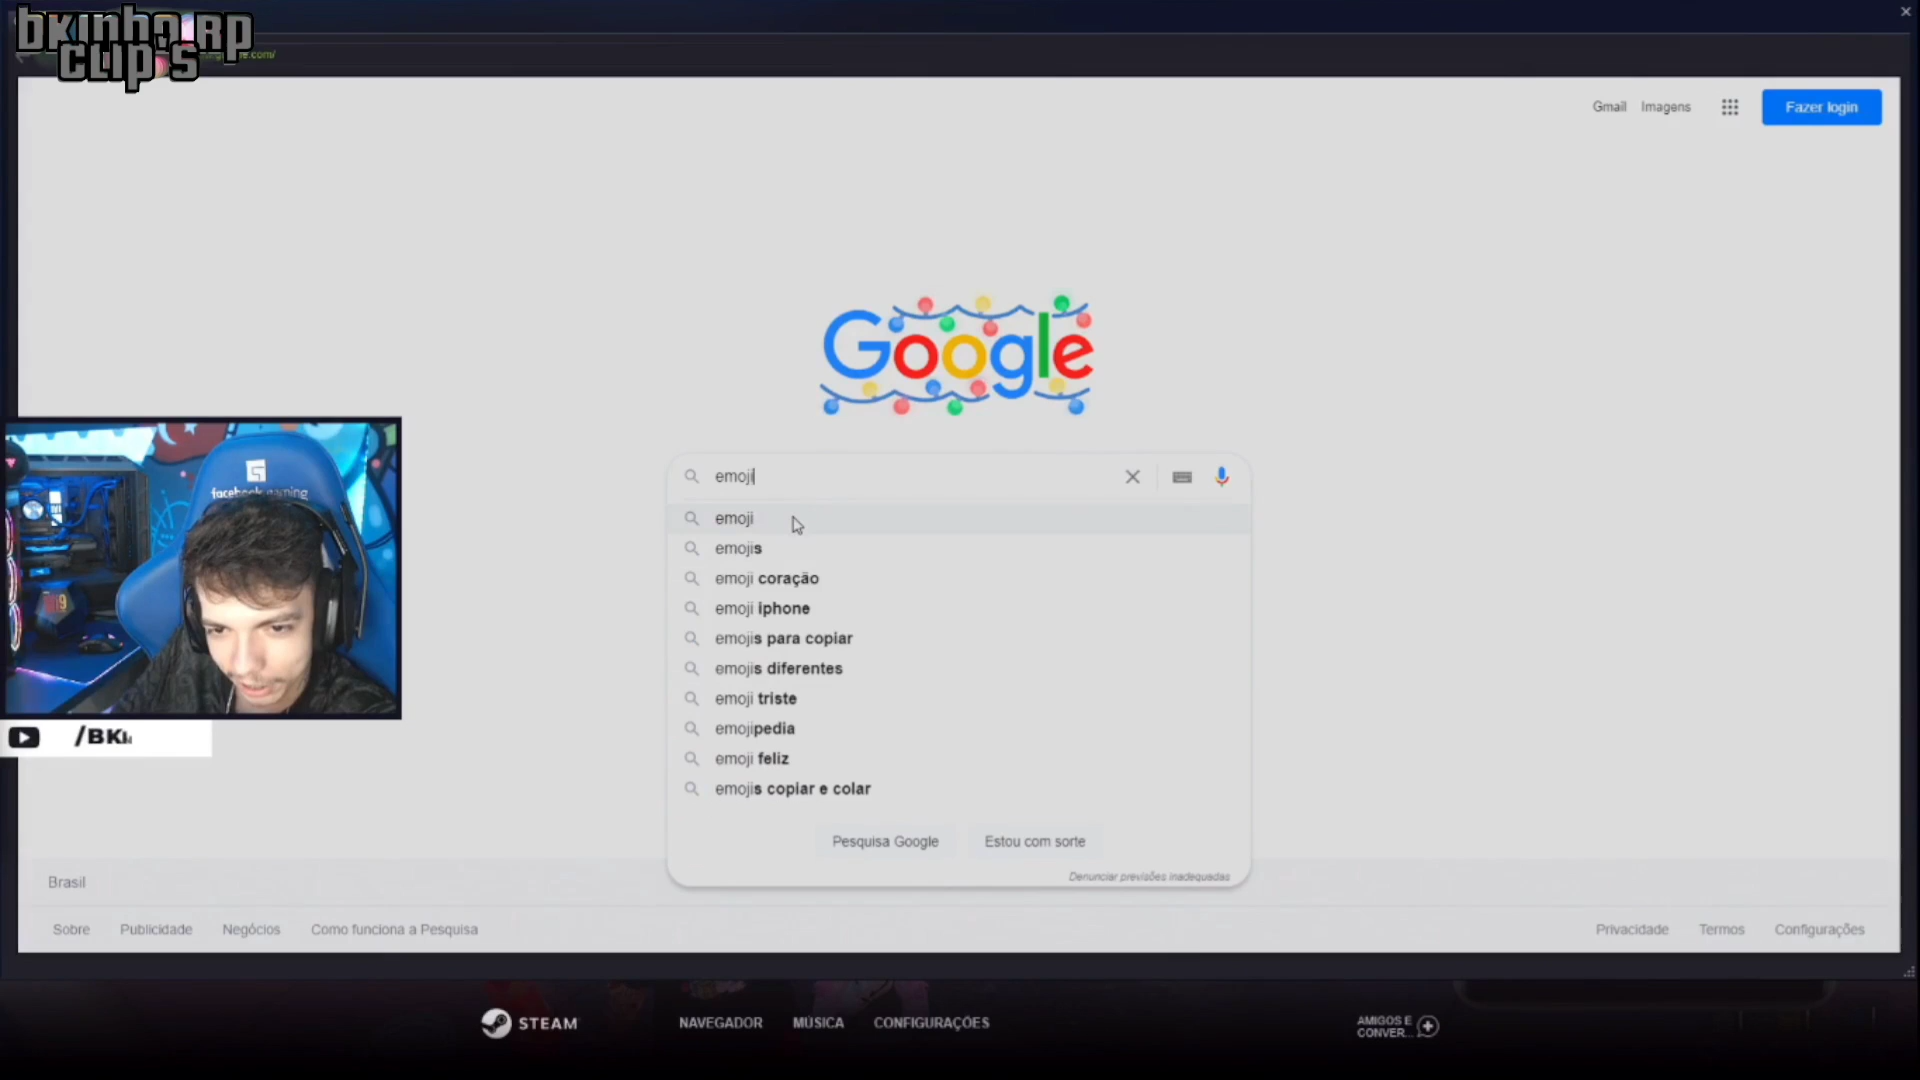 bkinho RP
CLIP'S
Gmail Imagens Fazer login
Google
emoji
emoji
emojis
emoji coração
emoji iphone
emojis para copiar
emojis diferentes
emoji triste
emojipedia
emoji feliz
emojis copiar e colar
Pesquisa Google Estou com sorte
Denunciar previsões inadequadas
facebook gaming
/BKi
Brasil
Sobre Publicidade Negócios Como funciona a Pesquisa Privacidade Termos Configurações
STEAM NAVEGADOR MÚSICA CONFIGURAÇÕES
AMIGOS E
CONVER...